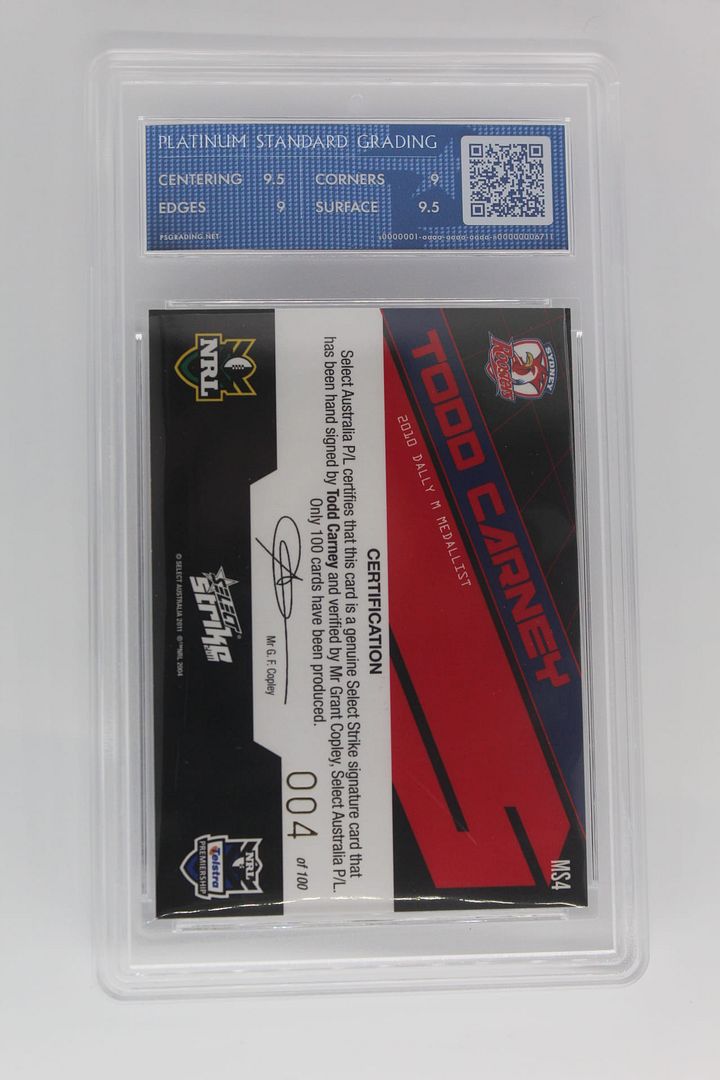 PLATINUM STANDARD GRADING
CENTERING 9.5 CORNERS 9
EDGES 9 SURFACE 9.5
PSGRADING.NET
SYDNEY
Roosters
TODD CARNEY
2010 DALLY M MEDALLIST
MS4
CERTIFICATION
Select Australia P/L certifies that this card is a genuine Select Strike signature card that
has been hand signed by Todd Carney and verified by Mr Grant Copley, Select Australia P/L.
Only 100 cards have been produced.
Mr G. F. Copley
004 of 100
NRL
SELECT
strike
2011
© SELECT AUSTRALIA 2011 ©™NRL 2004
NRL
Telstra
PREMIERSHIP